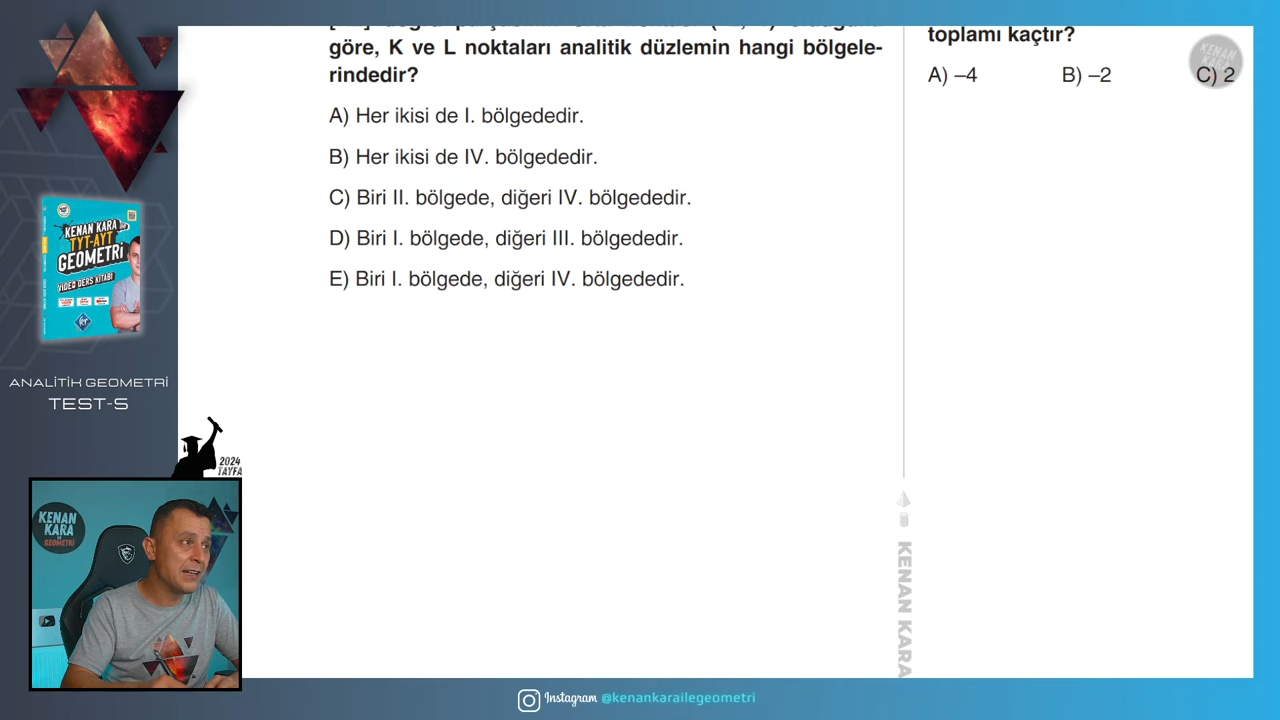 göre, K ve L noktaları analitik düzlemin hangi bölgele-
rindedir?
A) Her ikisi de I. bölgededir.
B) Her ikisi de IV. bölgededir.
C) Biri II. bölgede, diğeri IV. bölgededir.
D) Biri I. bölgede, diğeri III. bölgededir.
E) Biri I. bölgede, diğeri IV. bölgededir.
toplamı kaçtır?
A) –4 B) –2 C) 2
KENAN KARA
KENAN KARA
TYT-AYT
GEOMETRİ
VİDEO DERS KİTABI
ANALİTİK GEOMETRİ
TEST-5
2024
TAYFA
KENAN
KARA
GEOMETRİ
KENAN KARA
Instagram @kenankarailegeometri